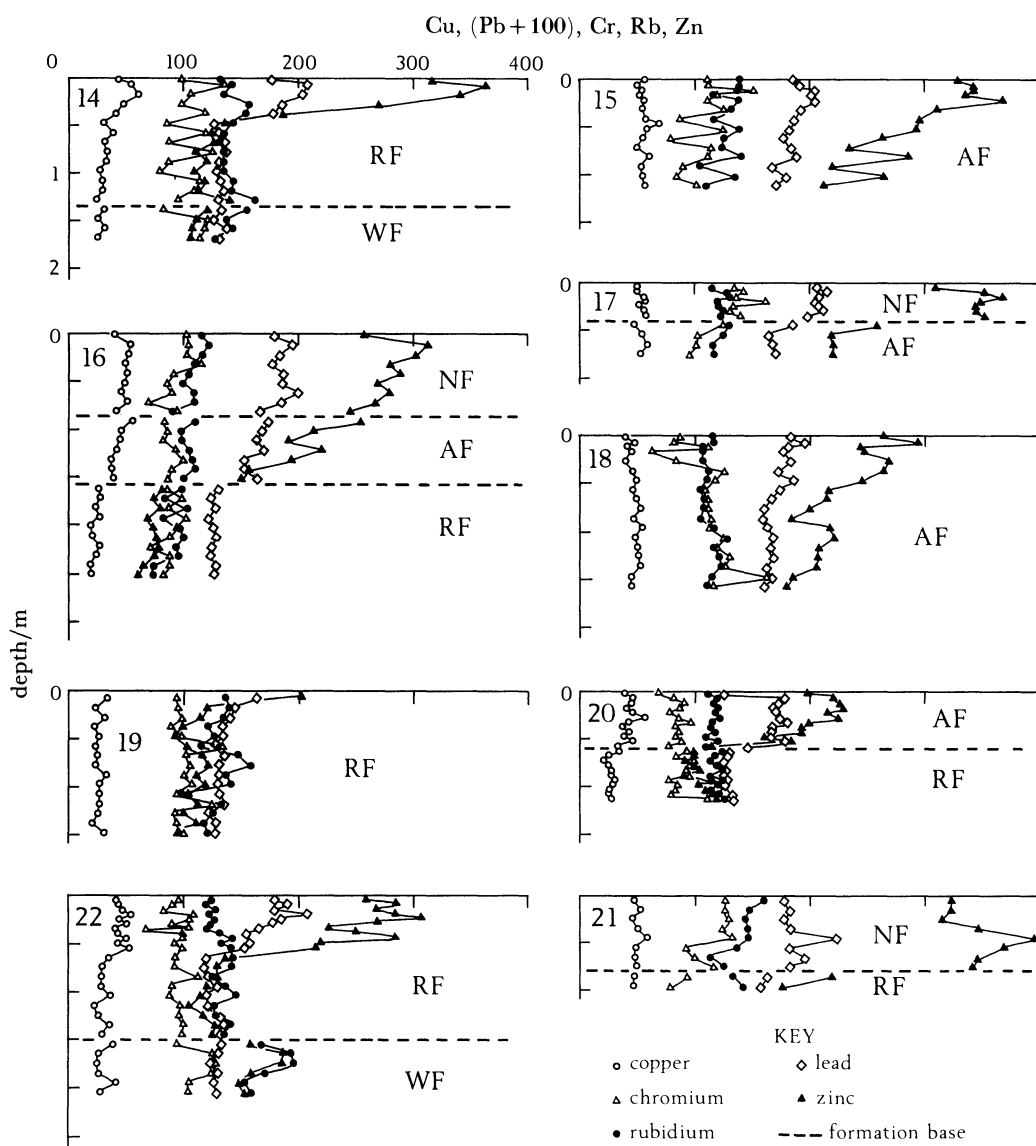 Cu, (Pb + 100), Cr, Rb, Zn
0 100 200 300 400
14
1
2
RF
WF
0
15
AF
0
17
NF
AF
0
16
NF
AF
RF
0
18
AF
depth/m
0
19
RF
0
20
AF
RF
22
RF
WF
0
21
NF
RF
KEY
copper
lead
chromium
zinc
rubidium
formation base